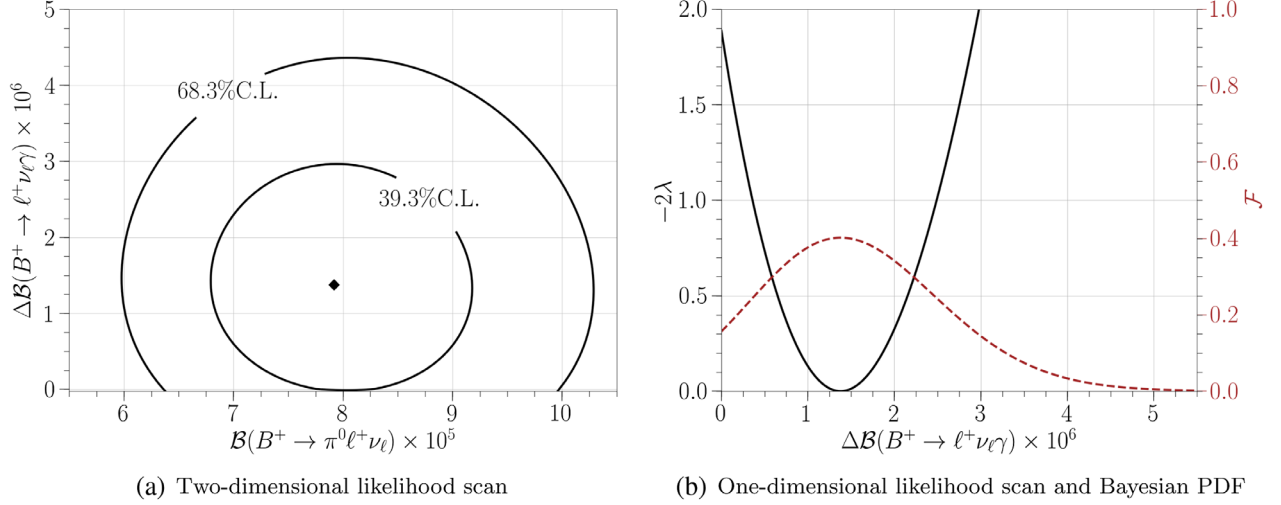 5
4
3
2
1
0
68.3%C.L.
39.3%C.L.
6 7 8 9 10
ΔB(B⁺ → ℓ⁺νℓγ) × 10⁶
B(B⁺ → π⁰ℓ⁺νℓ) × 10⁵
(a) Two-dimensional likelihood scan
2.0
1.5
1.0
0.5
0.0
−2λ
0 1 2 3 4 5
ΔB(B⁺ → ℓ⁺νℓγ) × 10⁶
1.0
0.8
0.6
0.4
0.2
0.0
F
(b) One-dimensional likelihood scan and Bayesian PDF